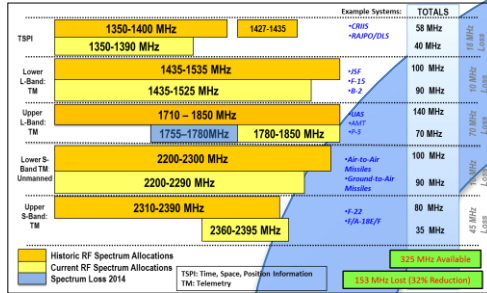 Example Systems:
TOTALS
TSPI
1350-1400 MHz
1427-1435
1350-1390 MHz
•CRIIS
•RAJPO/DLS
58 MHz
40 MHz
18 MHz
Loss
Lower
L-Band:
TM
1435-1535 MHz
1435-1525 MHz
•JSF
•F-15
•B-2
100 MHz
90 MHz
10 MHz
Loss
Upper
L-Band:
TM
1710 – 1850 MHz
1755–1780MHz
1780-1850 MHz
•UAS
•AMT
•P-5
140 MHz
70 MHz
70 MHz
Loss
Lower S-
Band TM:
Unmanned
2200-2300 MHz
2200-2290 MHz
•Air-to-Air
Missiles
•Ground-to-Air
Missiles
100 MHz
90 MHz
MHz
Loss
Upper
S-Band:
TM
2310-2390 MHz
2360-2395 MHz
•F-22
•F/A-18E/F
80 MHz
35 MHz
45 MHz
Loss
Historic RF Spectrum Allocations
Current RF Spectrum Allocations
Spectrum Loss 2014
TSPI: Time, Space, Position Information
TM: Telemetry
325 MHz Available
153 MHz Lost (32% Reduction)